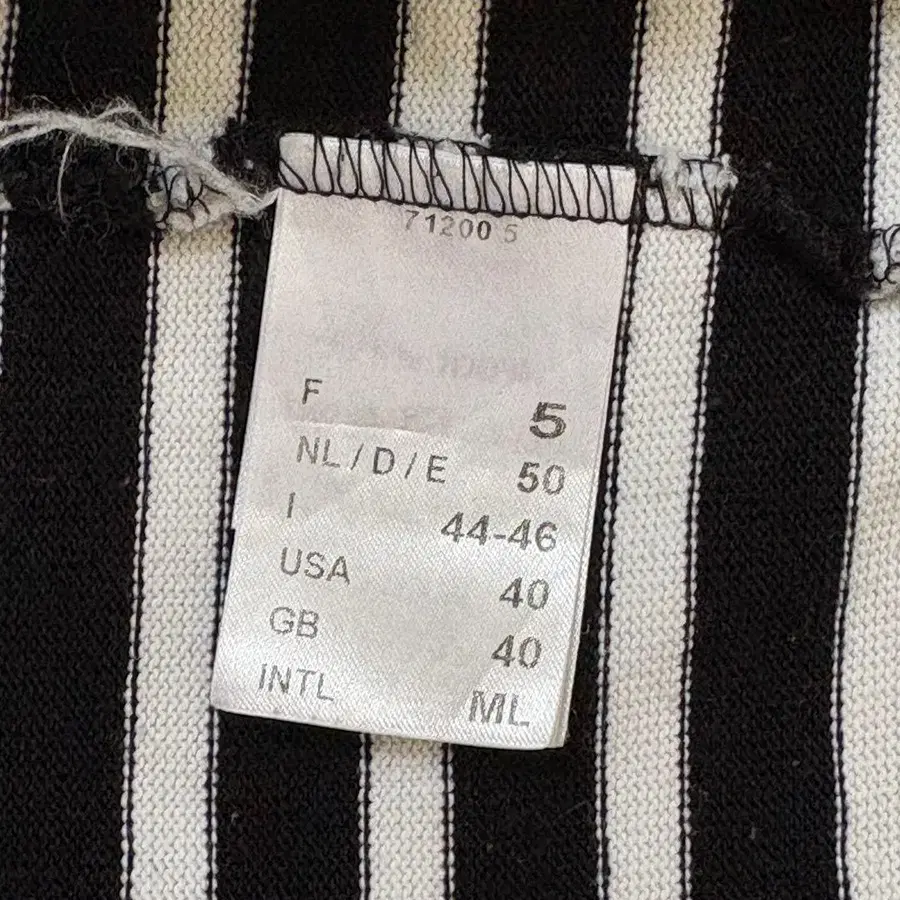 71200 5
F 5
NL/D/E 50
I 44-46
USA 40
GB 40
INTL ML